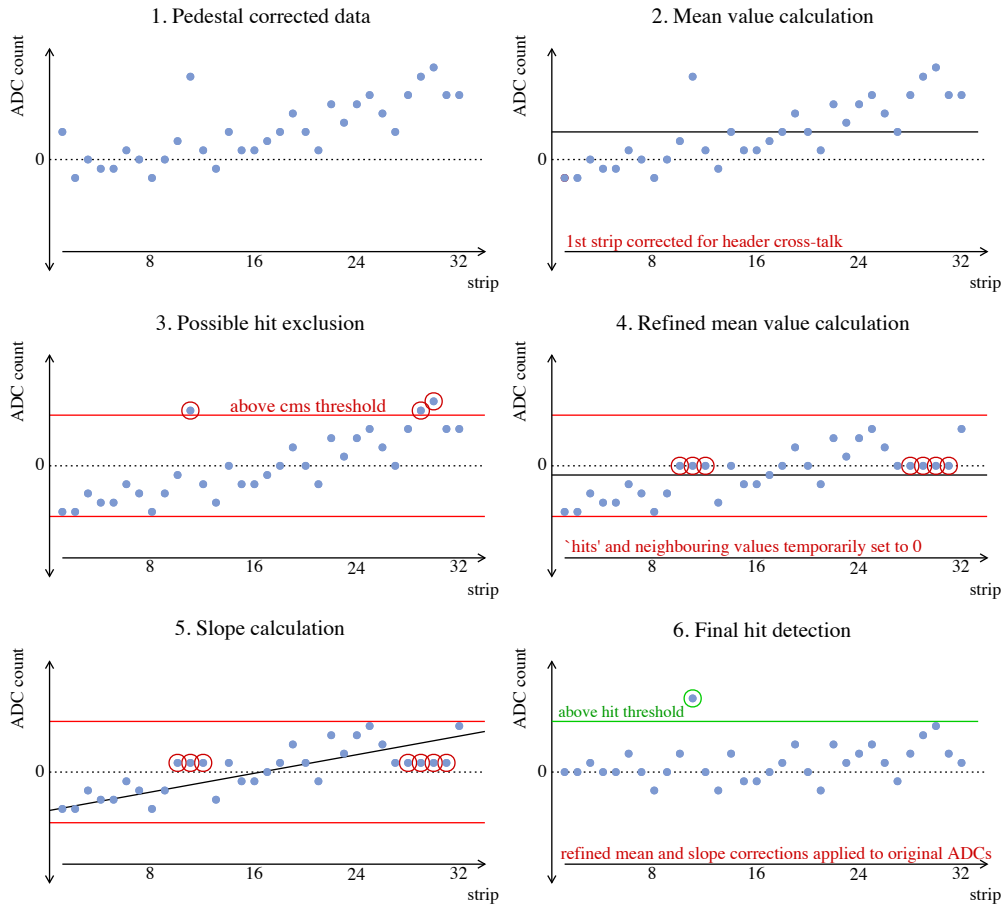 1. Pedestal corrected data
ADC count
0
8 16 24 32
strip
2. Mean value calculation
ADC count
0
1st strip corrected for header cross-talk
8 16 24 32
strip
3. Possible hit exclusion
ADC count
above cms threshold
0
8 16 24 32
strip
4. Refined mean value calculation
ADC count
0
`hits' and neighbouring values temporarily set to 0
8 16 24 32
strip
5. Slope calculation
ADC count
0
8 16 24 32
strip
6. Final hit detection
ADC count
above hit threshold
0
refined mean and slope corrections applied to original ADCs
8 16 24 32
strip